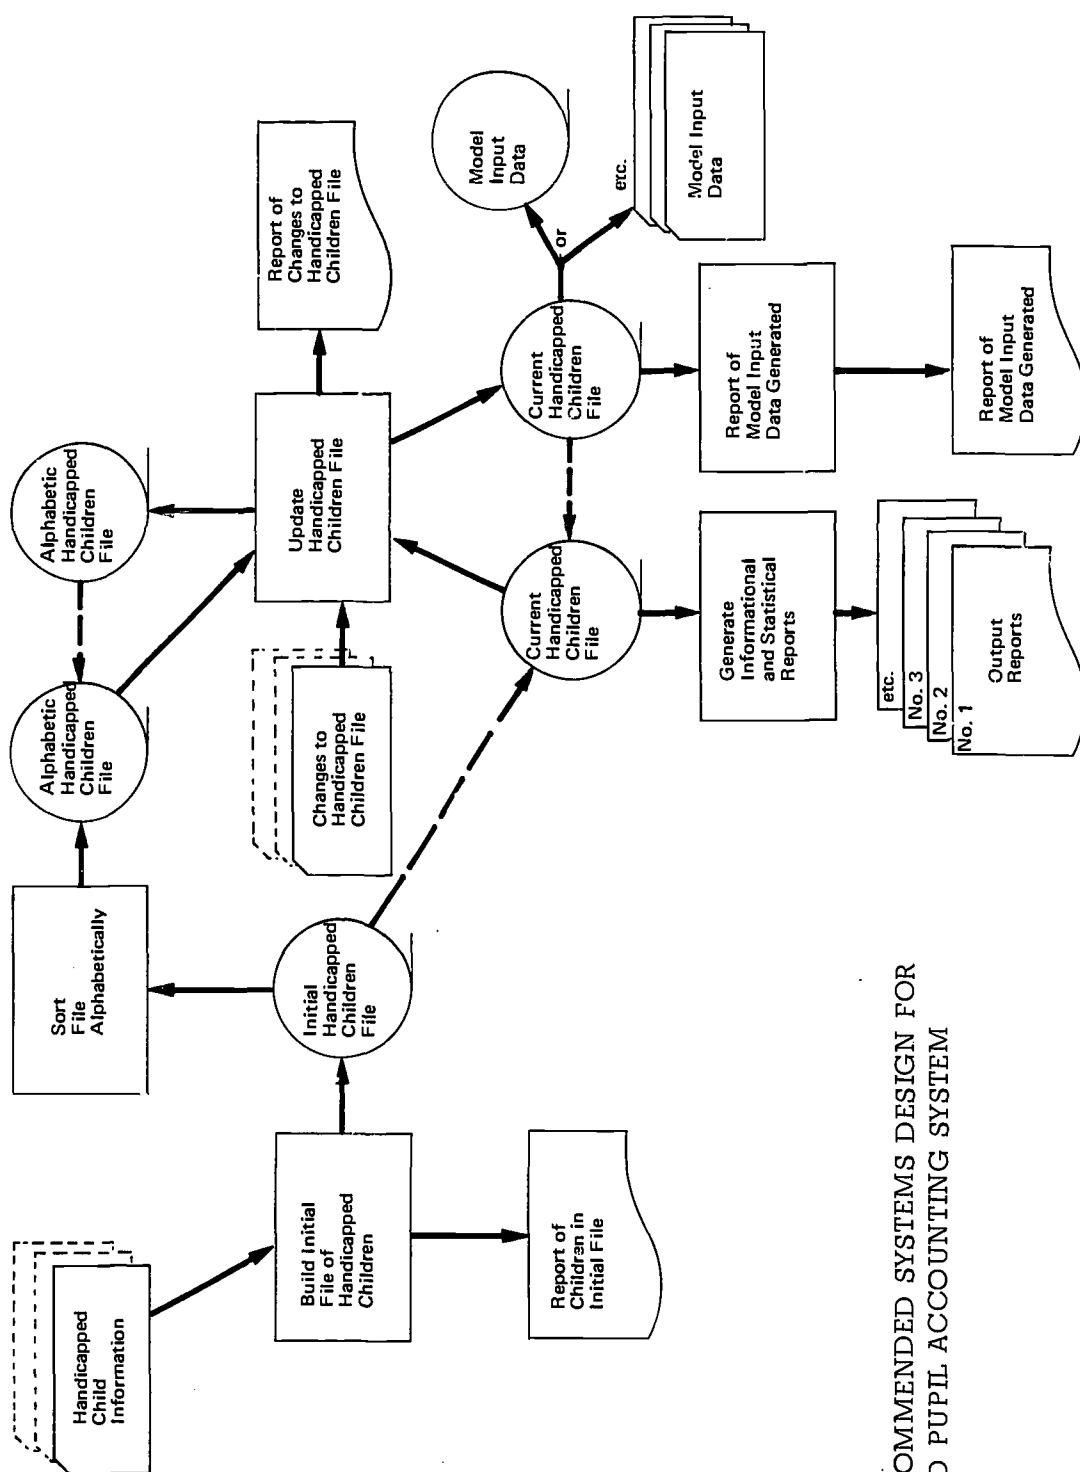 Handicapped
Child
Information
Build Initial
File of
Handicapped
Children
Report of
Children in
Initial File
Sort
File
Alphabetically
Initial
Handicapped
Children
File
Alphabetic
Handicapped
Children
File
Changes to
Handicapped
Children File
Alphabetic
Handicapped
Children
File
Update
Handicapped
Children File
Report of
Changes to
Handicapped
Children File
Current
Handicapped
Children
File
Generate
Informational
and Statistical
Reports
etc.
No. 3
No. 2
No. 1
Output
Reports
Current
Handicapped
Children
File
or
Model
Input
Data
etc.
Model Input
Data
Report of
Model Input
Data Generated
Report of
Model Input
Data Generated
OMMENDED SYSTEMS DESIGN FOR
D PUPIL ACCOUNTING SYSTEM